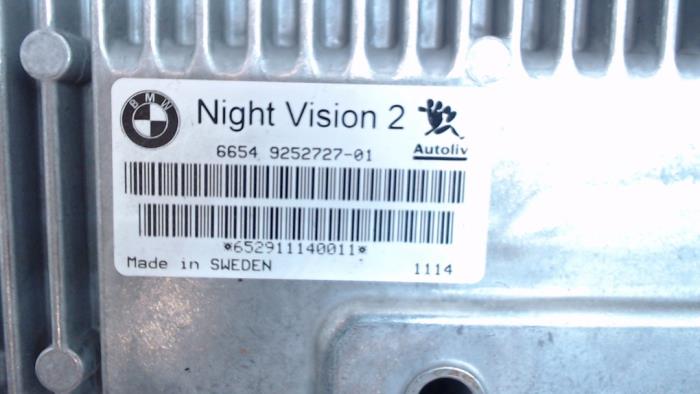 BMW
Night Vision 2
Autoliv
6654 9252727-01
*652911140011*
Made in SWEDEN 1114